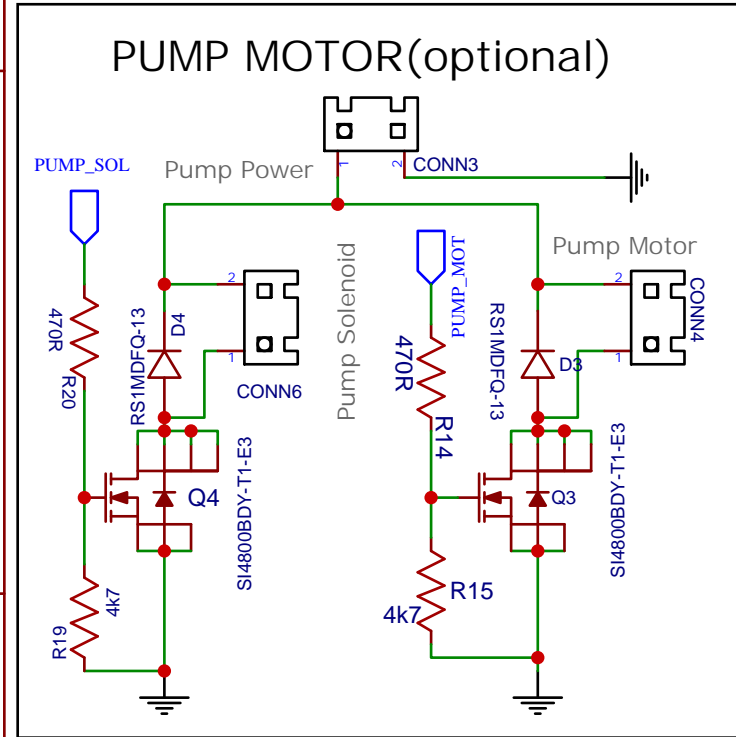 PUMP MOTOR(optional)
1
2
CONN3
PUMP_SOL
Pump Power
470R
R20
RS1MDFQ-13
D4
2
1
CONN6
Pump Solenoid
PUMP_MOT
470R
R14
Pump Motor
RS1MDFQ-13
D3
2
1
CONN4
Q4
SI4800BDY-T1-E3
Q3
SI4800BDY-T1-E3
R19
4k7
R15
4k7